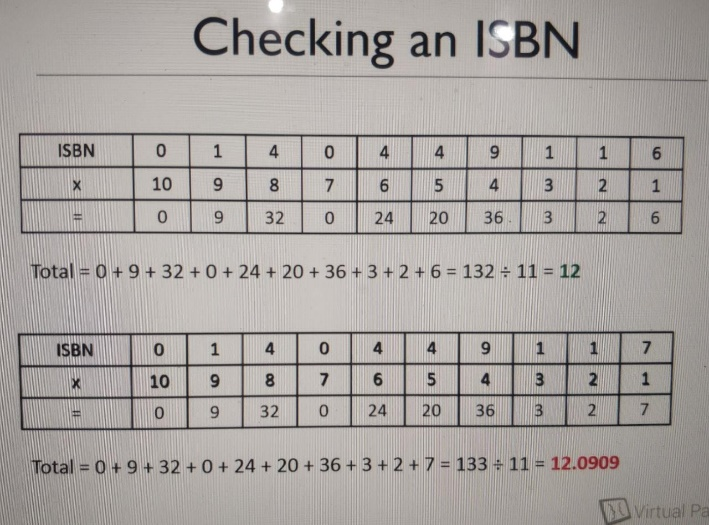 Checking an ISBN
ISBN 0 1 4 0 4 4 9 1 1 6
x 10 9 8 7 6 5 4 3 2 1
= 0 9 32 0 24 20 36 3 2 6
Total = 0 + 9 + 32 + 0 + 24 + 20 + 36 + 3 + 2 + 6 = 132 ÷ 11 = 12
ISBN 0 1 4 0 4 4 9 1 1 7
x 10 9 8 7 6 5 4 3 2 1
= 0 9 32 0 24 20 36 3 2 7
Total = 0 + 9 + 32 + 0 + 24 + 20 + 36 + 3 + 2 + 7 = 133 ÷ 11 = 12.0909
Virtual Pa